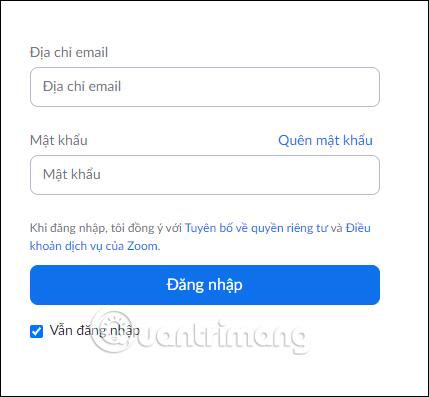 Địa chỉ email
Địa chỉ email
Mật khẩu Quên mật khẩu
Mật khẩu
Khi đăng nhập, tôi đồng ý với Tuyên bố về quyền riêng tư và Điều
khoản dịch vụ của Zoom.
Đăng nhập
Vẫn đăng nhập
Quantrimang